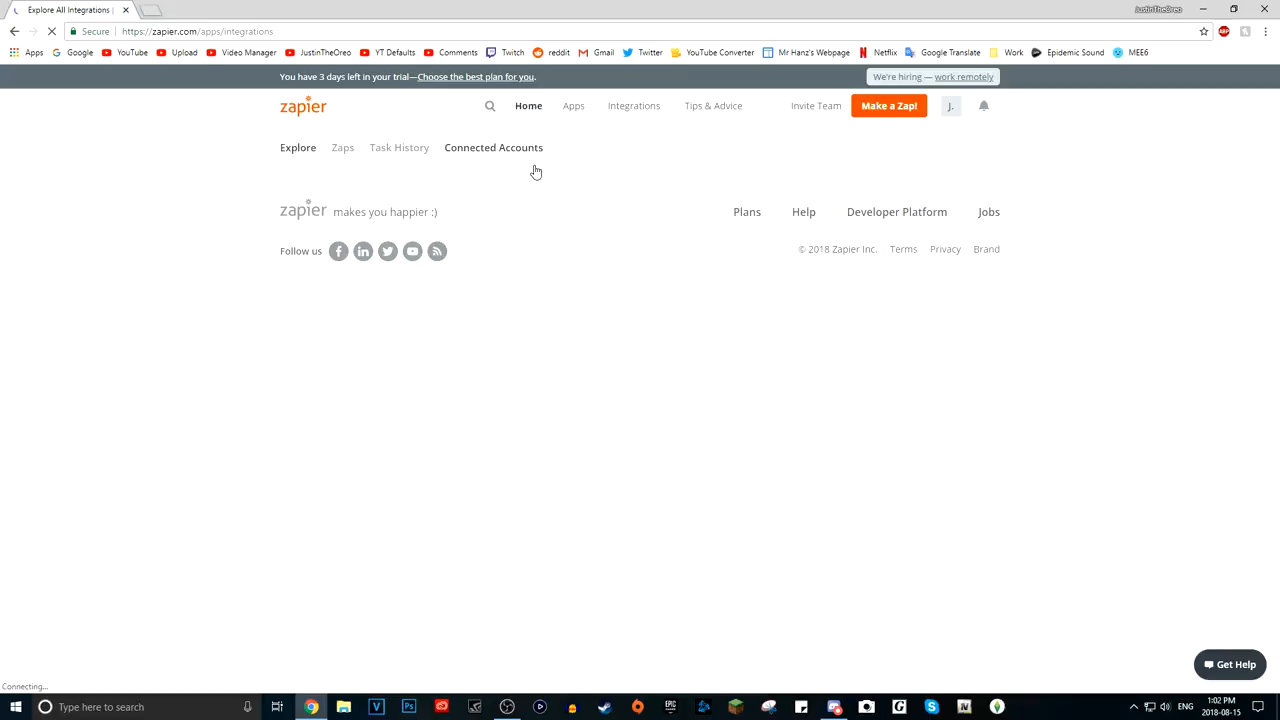 Explore All Integrations |
JustinTheOreo
Secure https://zapier.com/apps/integrations
ABP
Apps Google YouTube Upload Video Manager JustinTheOreo YT Defaults Comments Twitch reddit Gmail Twitter YouTube Converter Mr Hanz's Webpage Netflix Google Translate Work Epidemic Sound MEE6
You have 3 days left in your trial—Choose the best plan for you.
We're hiring — work remotely
zapier
Home Apps Integrations Tips & Advice Invite Team Make a Zap! J.
Explore Zaps Task History Connected Accounts
zapier makes you happier :)
Plans Help Developer Platform Jobs
Follow us
© 2018 Zapier Inc. Terms Privacy Brand
Get Help
Connecting...
Type here to search
ENG
1:02 PM
2018-08-15